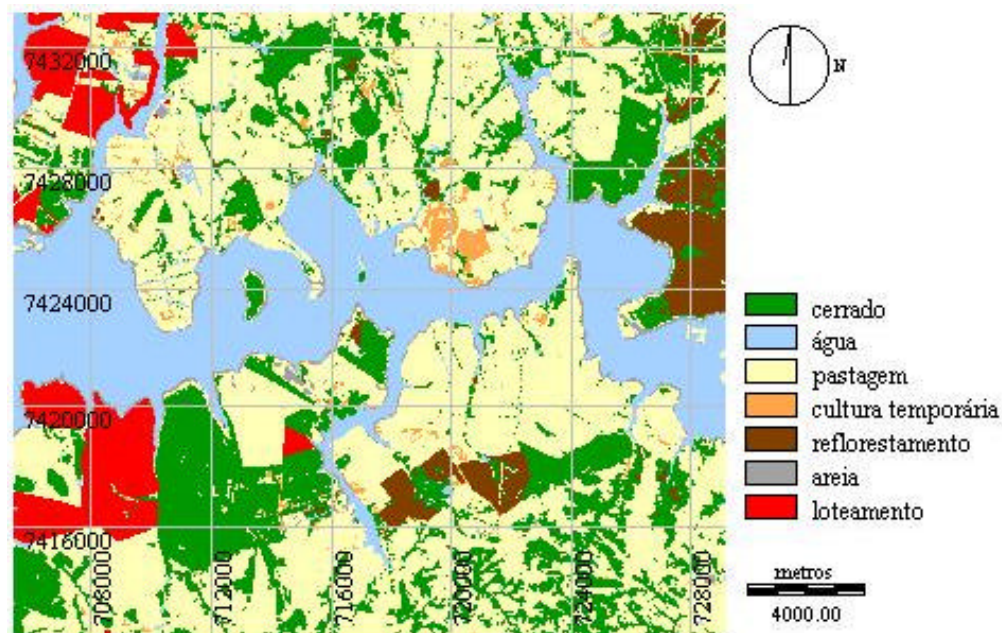 7432000
7428000
7424000
7420000
7416000
708000
712000
716000
720000
724000
728000
N
cerrado
água
pastagem
cultura temporária
reflorestamento
areia
loteamento
metros
4000.00